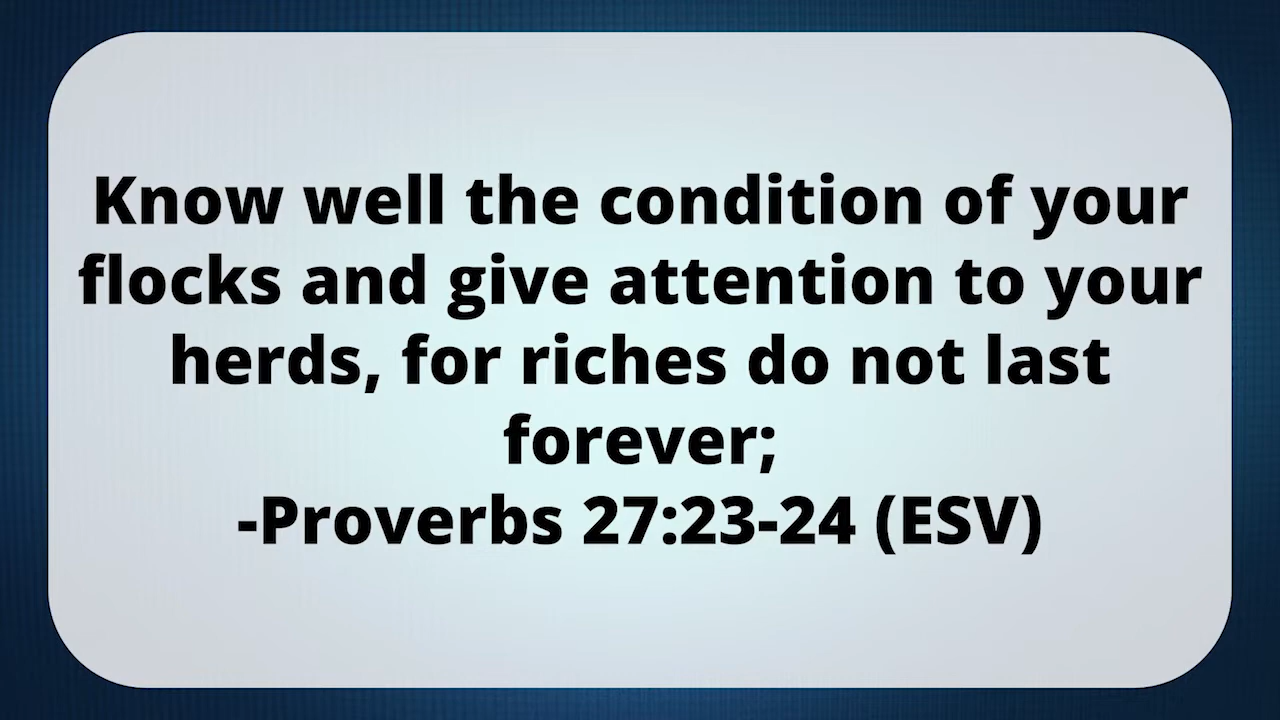 Know well the condition of your
flocks and give attention to your
herds, for riches do not last
forever;
-Proverbs 27:23-24 (ESV)